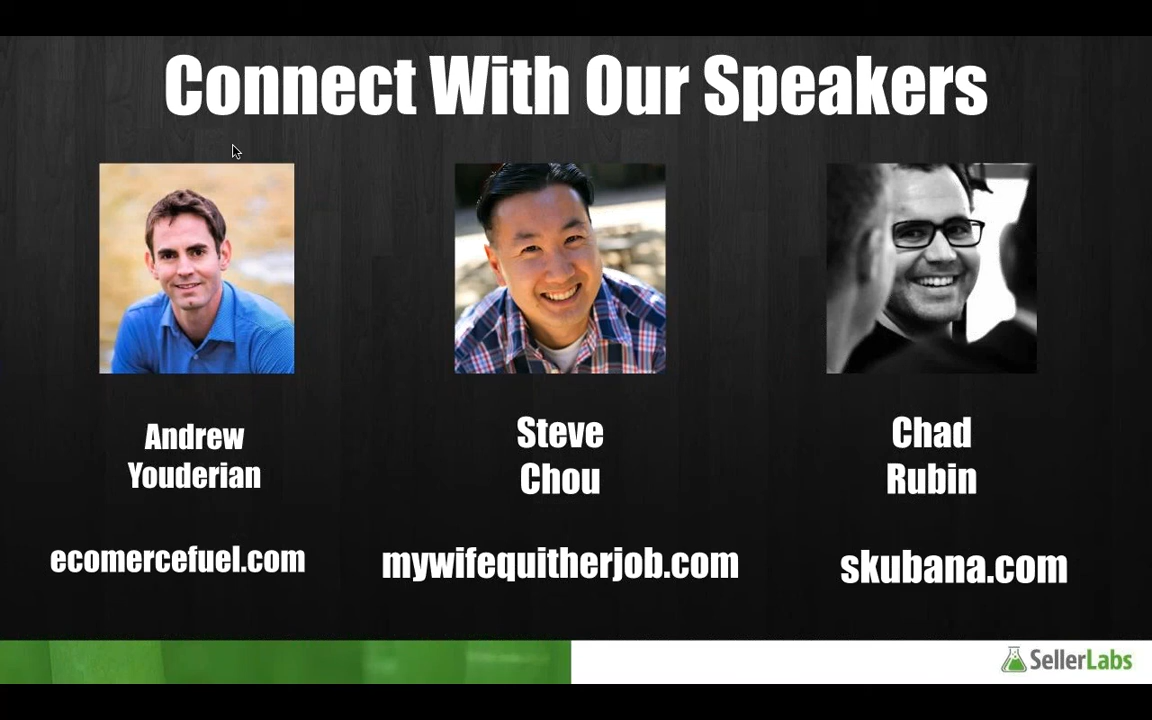 Connect With Our Speakers
Andrew
Youderian
Steve
Chou
Chad
Rubin
ecomercefuel.com
mywifequitherjob.com
skubana.com
SellerLabs